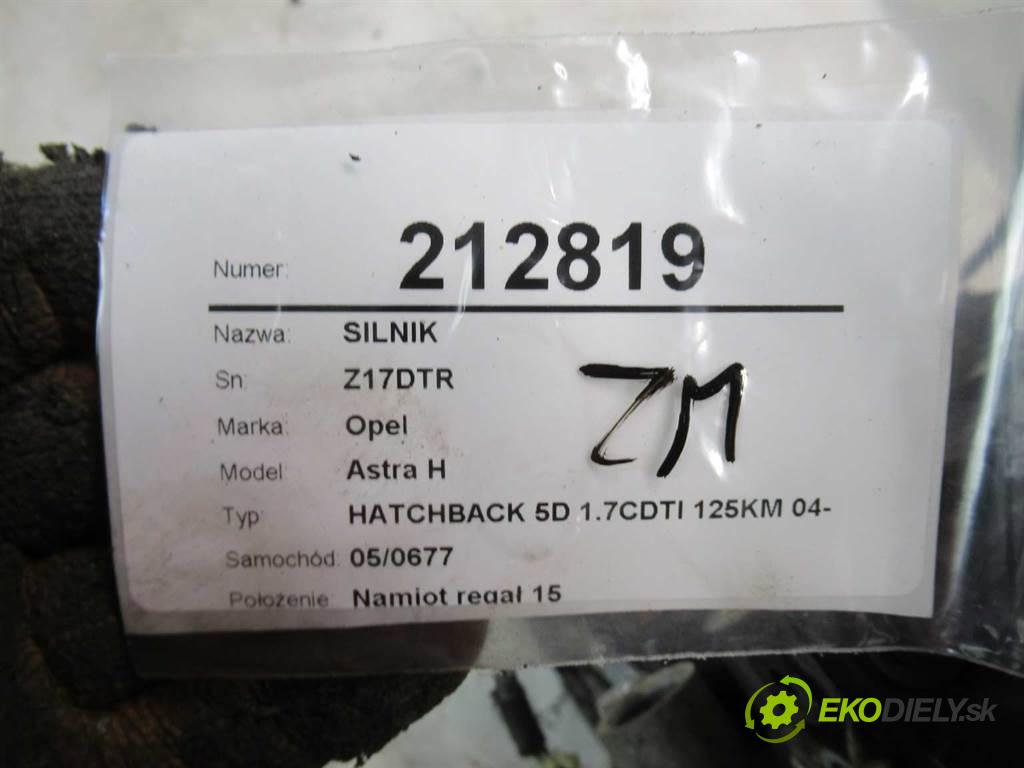 Numer: 212819
Nazwa: SILNIK
Sn: Z17DTR
Marka: Opel
ZM
Model Astra H
Typ HATCHBACK 5D 1.7CDTI 125KM 04-
Samochód: 05/0677
Położenie: Namiot regał 15
EKODIELY.sk